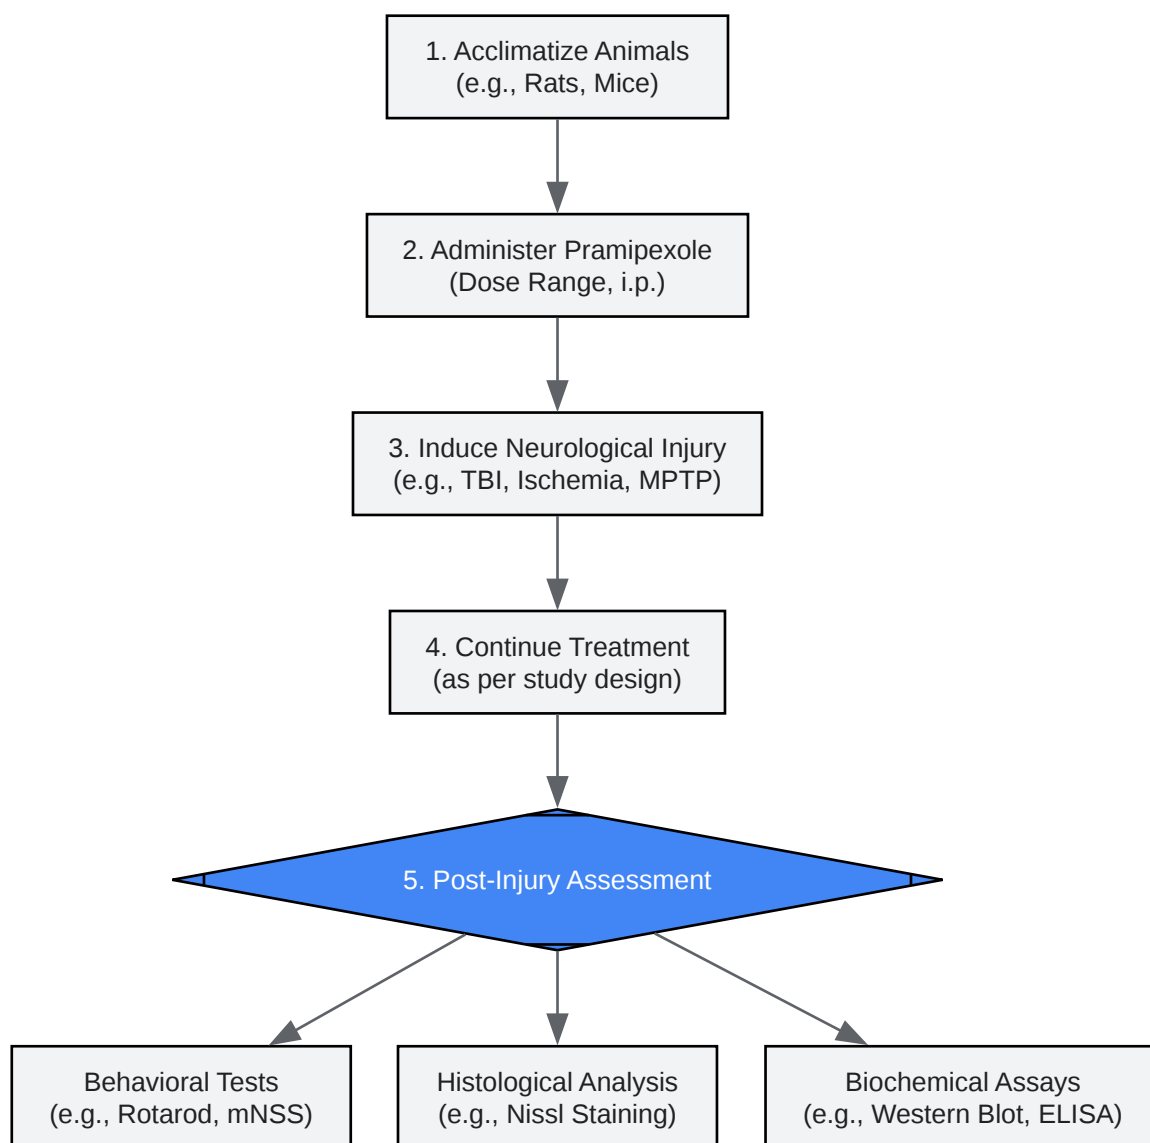 1. Acclimatize Animals
(e.g., Rats, Mice)
2. Administer Pramipexole
(Dose Range, i.p.)
3. Induce Neurological Injury
(e.g., TBI, Ischemia, MPTP)
4. Continue Treatment
(as per study design)
5. Post-Injury Assessment
Behavioral Tests
(e.g., Rotarod, mNSS)
Histological Analysis
(e.g., Nissl Staining)
Biochemical Assays
(e.g., Western Blot, ELISA)